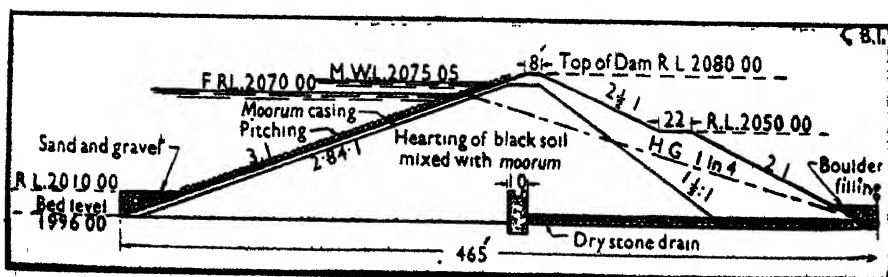 C B.I.
8'
Top of Dam R L 2080 00
M.W.L 2075 05
F RL.2070 00
2½ 1
Moorum casing
Pitching
22
R.L.2050 00
Sand and gravel
Hearting of black soil
mixed with moorum
H G 1 In 4
3.1
2·84·1
2 1
Boulder
filling
R L.2010 00
1½:1
Bed level
1996 00
Dry stone drain
465'